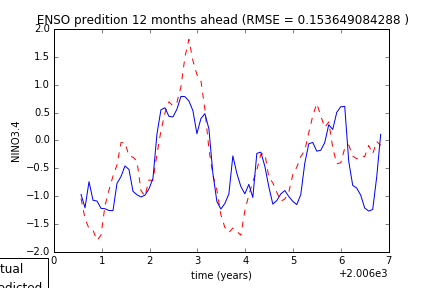 ENSO predition 12 months ahead (RMSE = 0.153649084288 )
2.0
1.5
1.0
0.5
0.0
−0.5
−1.0
−1.5
−2.0
NINO3.4
0 1 2 3 4 5 6 7
time (years)
+2.006e3
tual
edicted